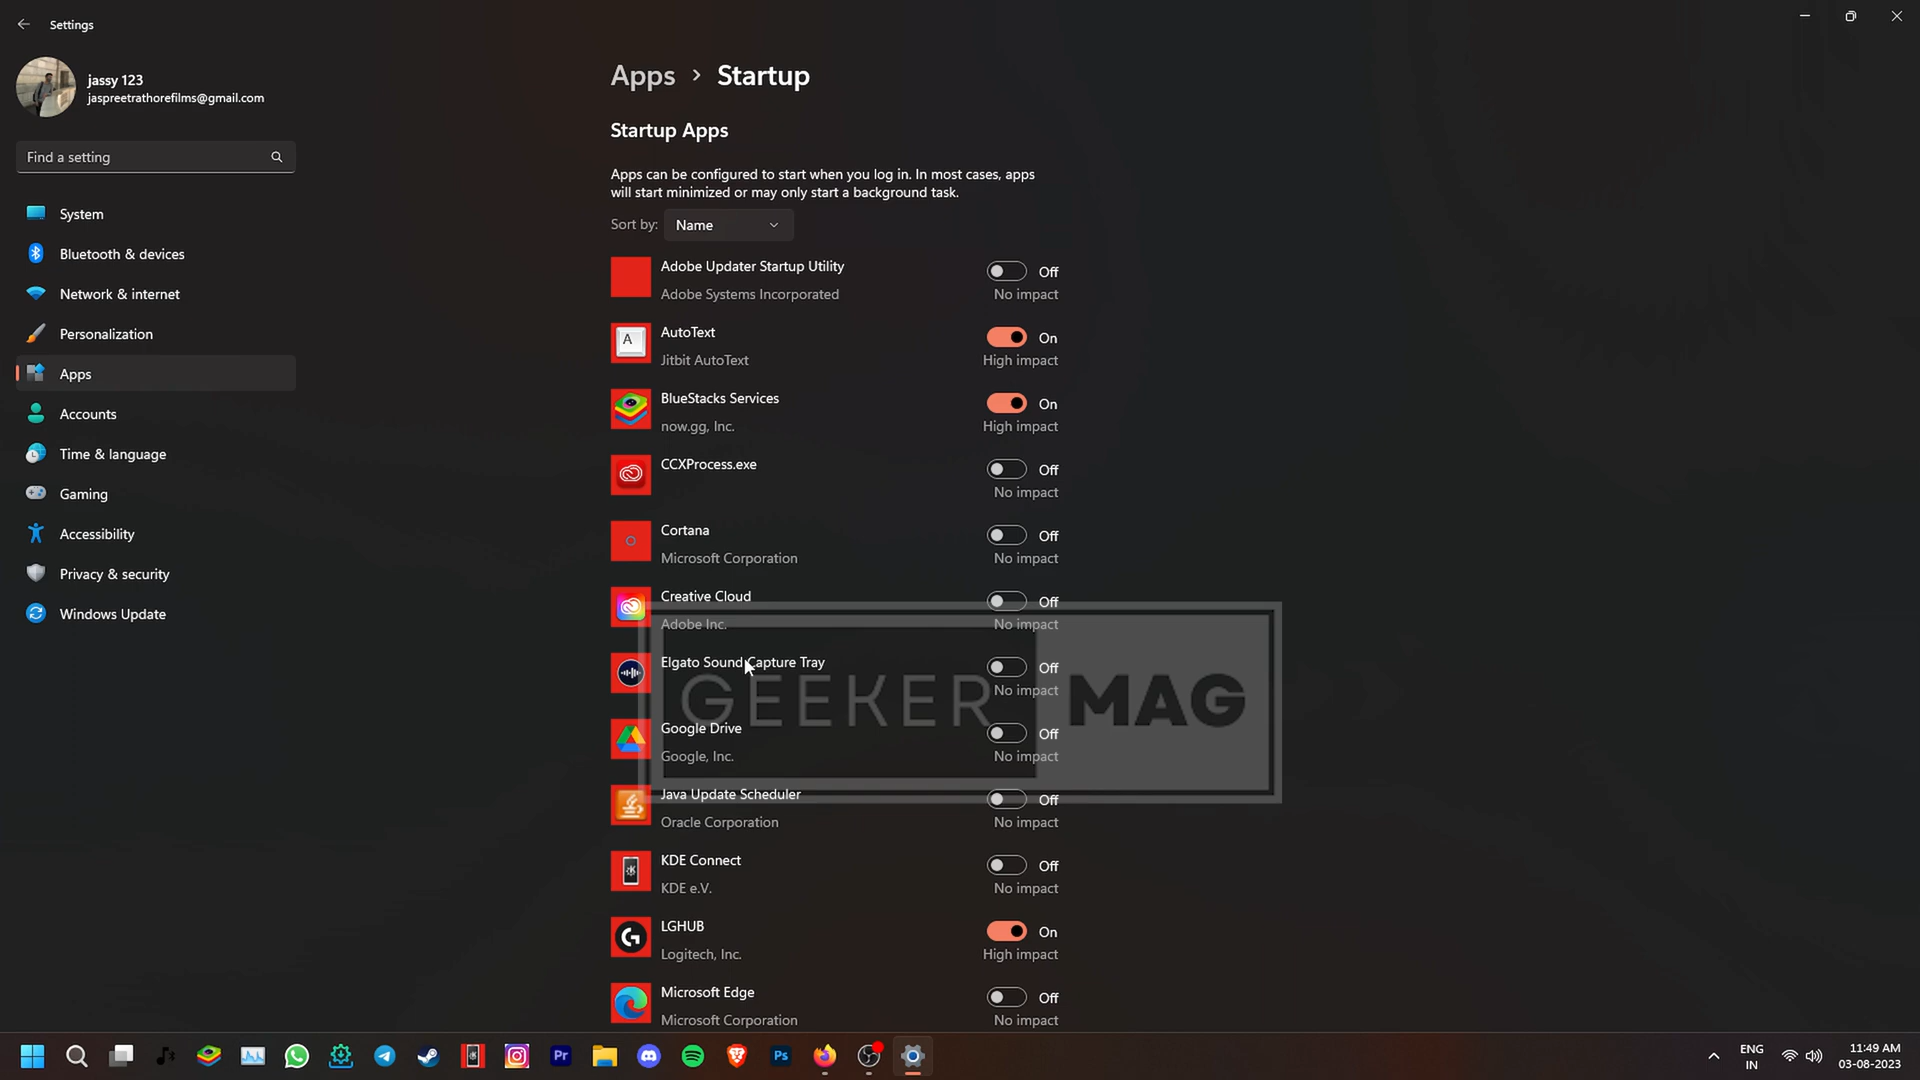 Settings
jassy 123
jaspreetrathorefilms@gmail.com
Find a setting
System
Bluetooth & devices
Network & internet
Personalization
Apps
Accounts
Time & language
Gaming
Accessibility
Privacy & security
Windows Update
Apps > Startup
Startup Apps
Apps can be configured to start when you log in. In most cases, apps
will start minimized or may only start a background task.
Sort by: Name
Adobe Updater Startup Utility Off
Adobe Systems Incorporated No impact
A
AutoText On
Jitbit AutoText High impact
BlueStacks Services On
now.gg, Inc. High impact
CCXProcess.exe Off
No impact
Cortana Off
Microsoft Corporation No impact
Creative Cloud Off
Adobe Inc. No impact
Elgato Sound Capture Tray Off
No impact
GEEKER MAG
Google Drive Off
Google, Inc. No impact
Java Update Scheduler Off
Oracle Corporation No impact
KDE Connect Off
KDE e.V. No impact
LGHUB On
Logitech, Inc. High impact
Microsoft Edge Off
Microsoft Corporation No impact
Pr
Ps
ENG
IN
11:49 AM
03-08-2023